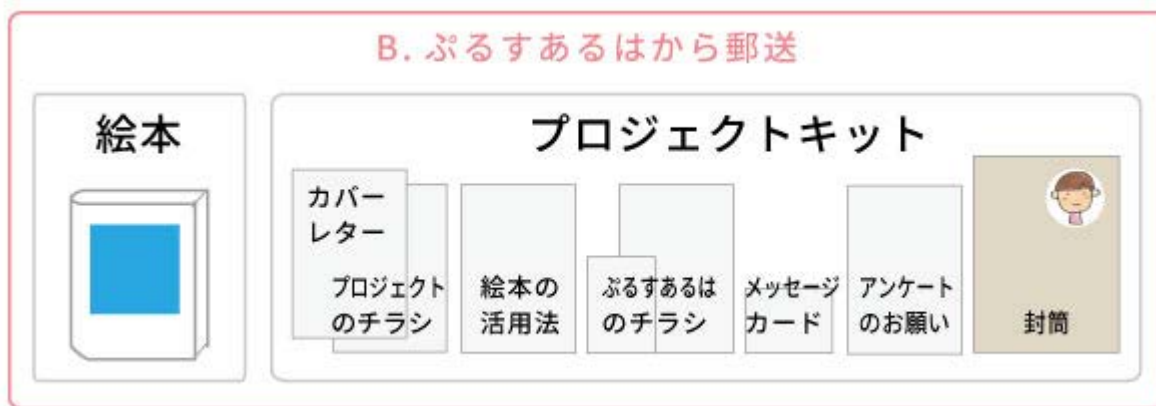 B. ぷるすあるはから郵送
絵本
プロジェクトキット
カバー
レター
プロジェクト
のチラシ
絵本の
活用法
ぷるすあるは
のチラシ
メッセージ
カード
アンケート
のお願い
封筒